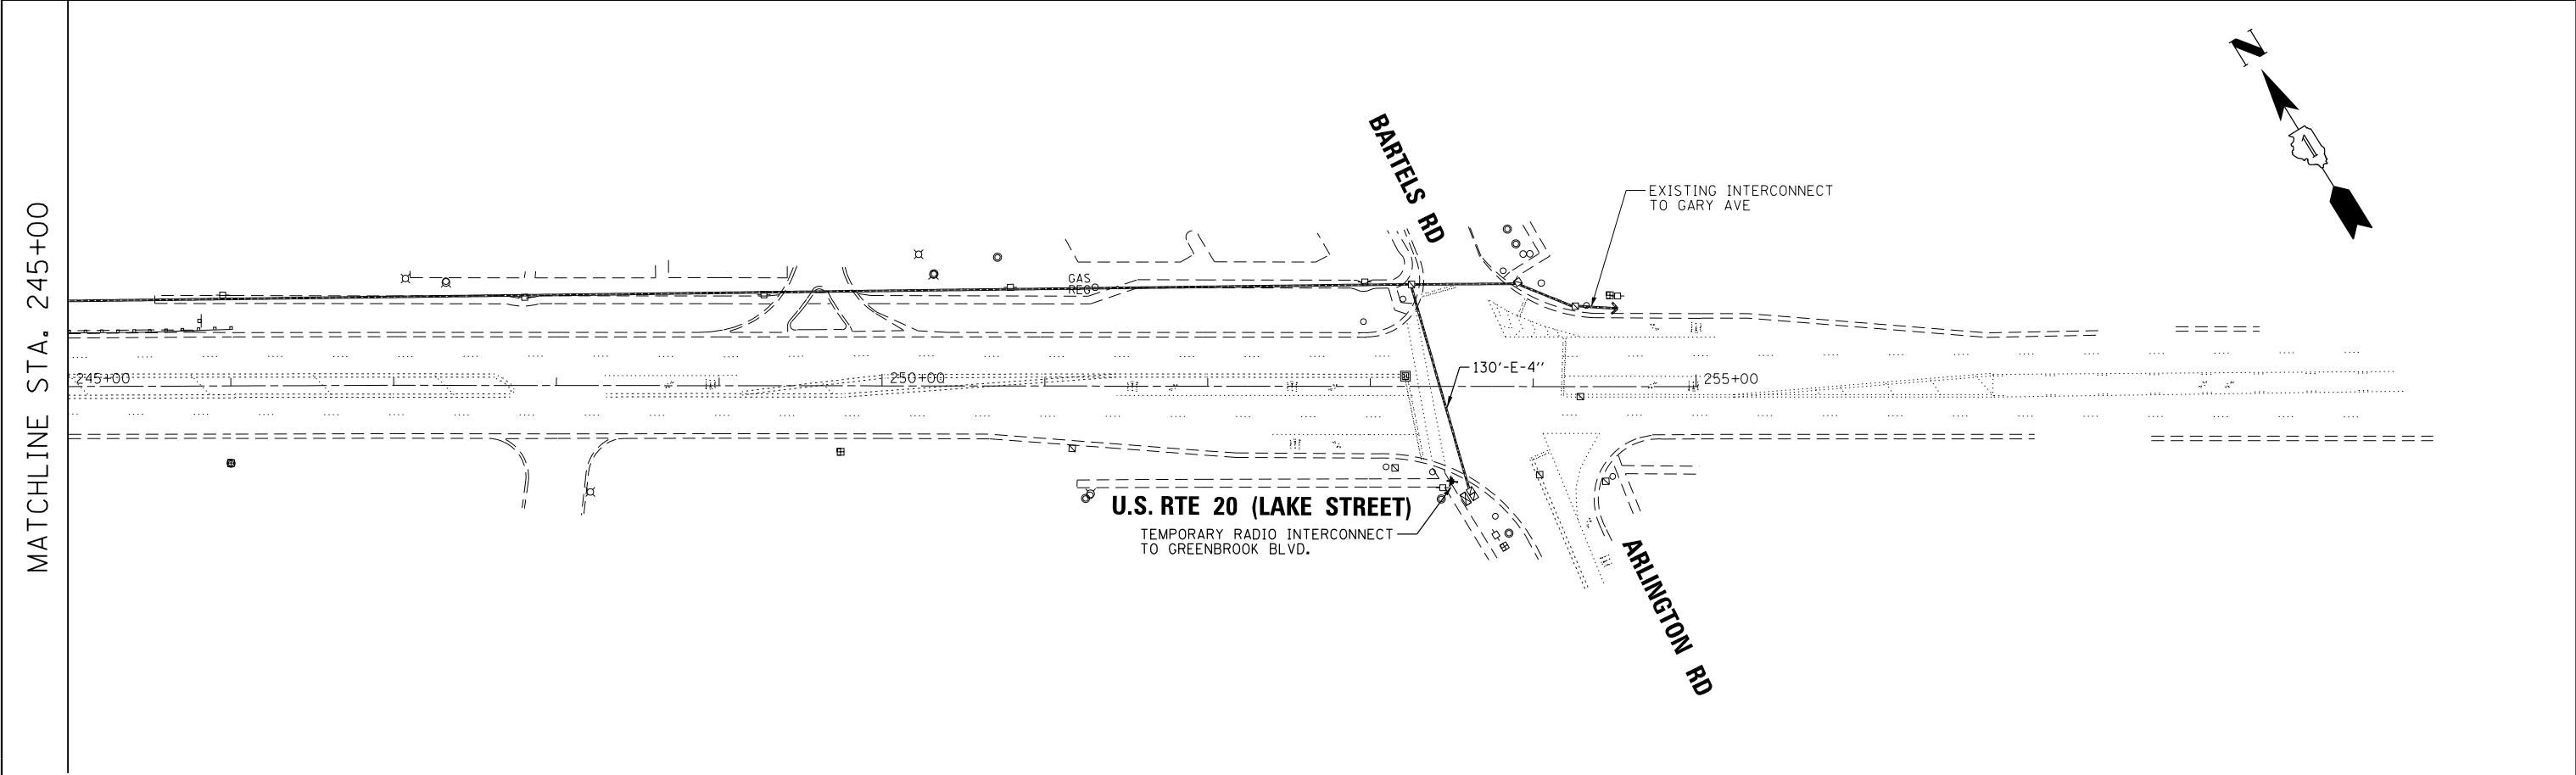 MATCHLINE STA. 245+00
N
BARTELS RD
EXISTING INTERCONNECT
TO GARY AVE
GAS
REG
245+00
250+00
255+00
130'-E-4"
U.S. RTE 20 (LAKE STREET)
TEMPORARY RADIO INTERCONNECT
TO GREENBROOK BLVD.
ARLINGTON RD